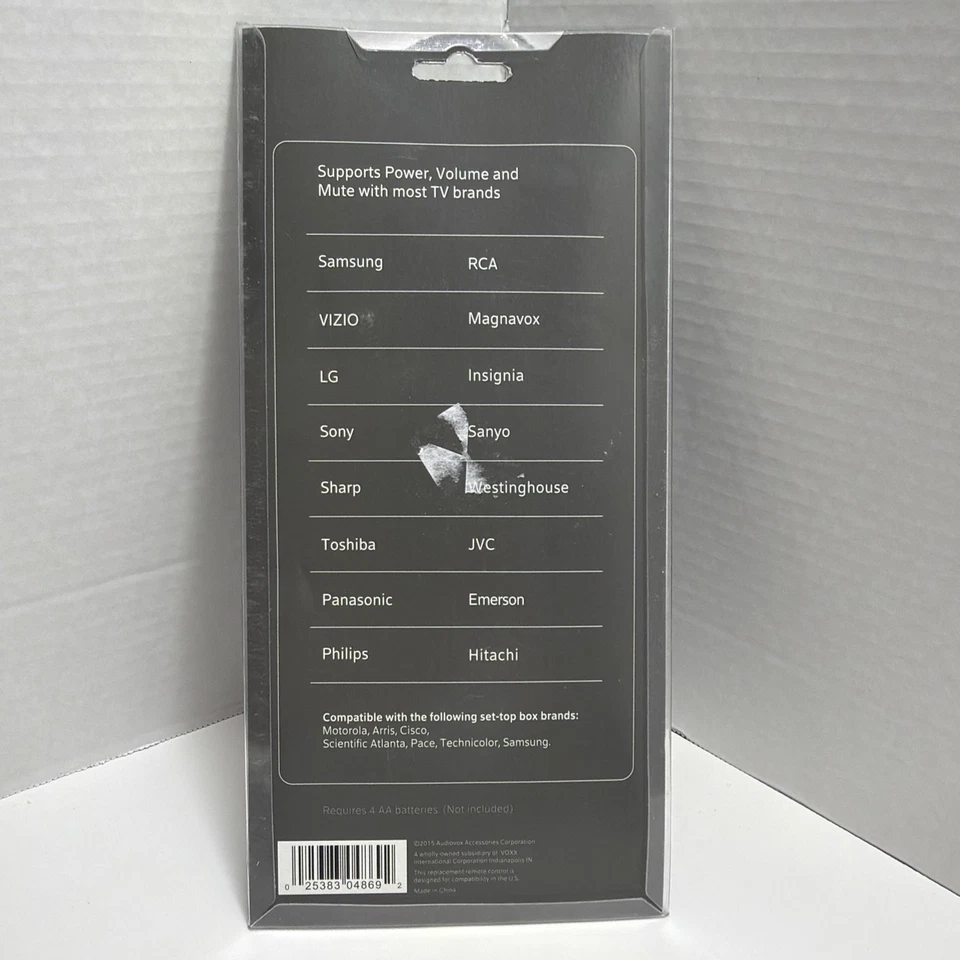 Supports Power, Volume and
Mute with most TV brands
Samsung RCA
VIZIO Magnavox
LG Insignia
Sony Sanyo
Sharp Westinghouse
Toshiba JVC
Panasonic Emerson
Philips Hitachi
Compatible with the following set-top box brands:
Motorola, Arris, Cisco,
Scientific Atlanta, Pace, Technicolor, Samsung.
Requires 4 AA batteries. (Not included)
©2015 Audiovox Accessories Corporation
A wholly owned subsidiary of VOXX
International Corporation Indianapolis IN
This replacement remote control is
designed for compatibility in the U.S.
Made in China
0 25383 04869 2